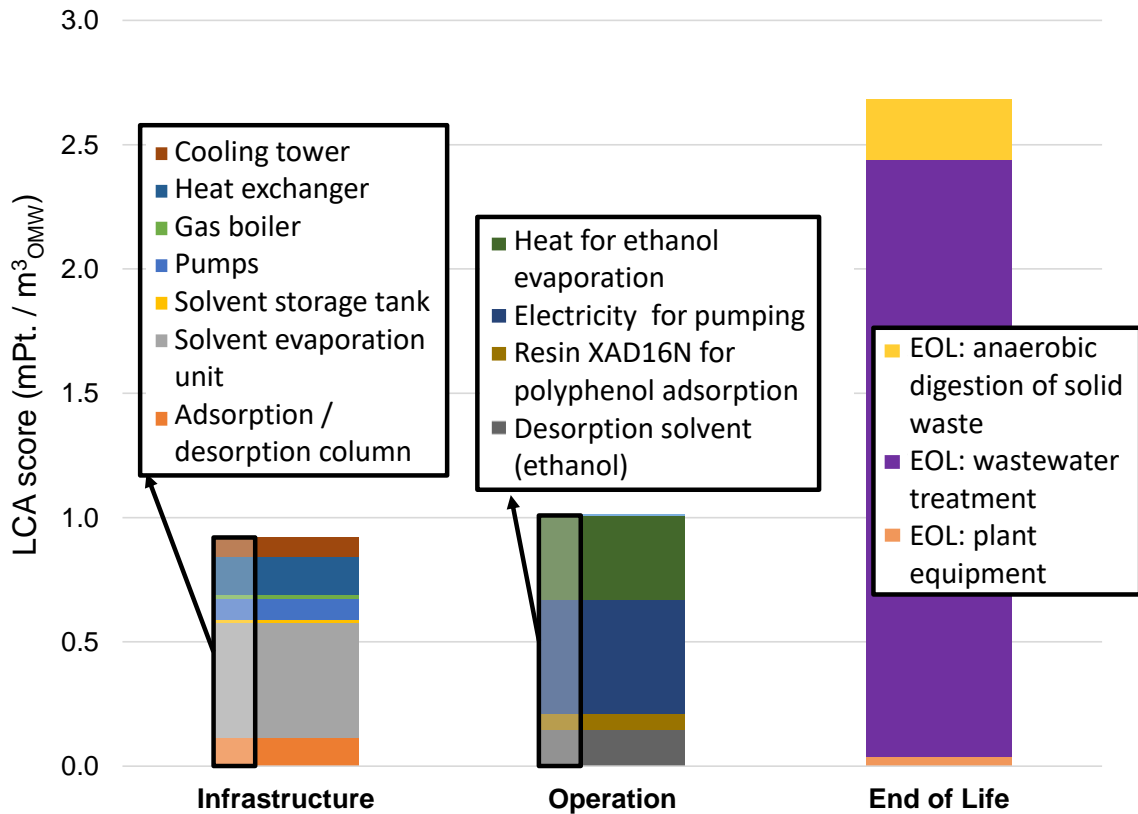 LCA score (mPt. / m³OMW)
3.0
2.5
2.0
1.5
1.0
0.5
0.0
Cooling tower
Heat exchanger
Gas boiler
Pumps
Solvent storage tank
Solvent evaporation
unit
Adsorption /
desorption column
Heat for ethanol
evaporation
Electricity for pumping
Resin XAD16N for
polyphenol adsorption
Desorption solvent
(ethanol)
EOL: anaerobic
digestion of solid
waste
EOL: wastewater
treatment
EOL: plant
equipment
Infrastructure
Operation
End of Life